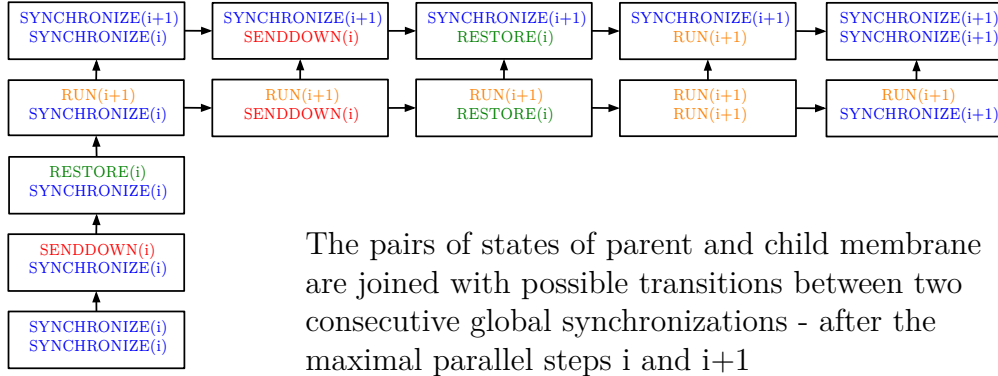 SYNCHRONIZE(i+1)
SYNCHRONIZE(i)
SYNCHRONIZE(i+1)
SENDDOWN(i)
SYNCHRONIZE(i+1)
RESTORE(i)
SYNCHRONIZE(i+1)
RUN(i+1)
SYNCHRONIZE(i+1)
SYNCHRONIZE(i+1)
RUN(i+1)
SYNCHRONIZE(i)
RUN(i+1)
SENDDOWN(i)
RUN(i+1)
RESTORE(i)
RUN(i+1)
RUN(i+1)
RUN(i+1)
SYNCHRONIZE(i+1)
RESTORE(i)
SYNCHRONIZE(i)
SENDDOWN(i)
SYNCHRONIZE(i)
SYNCHRONIZE(i)
SYNCHRONIZE(i)
The pairs of states of parent and child membrane
are joined with possible transitions between two
consecutive global synchronizations - after the
maximal parallel steps i and i+1